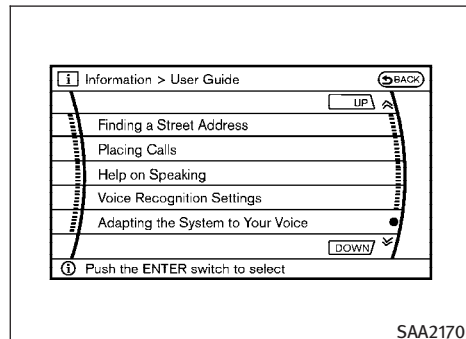 i Information > User Guide BACK
UP
Finding a Street Address
Placing Calls
Help on Speaking
Voice Recognition Settings
Adapting the System to Your Voice
DOWN
i Push the ENTER switch to select
SAA2170